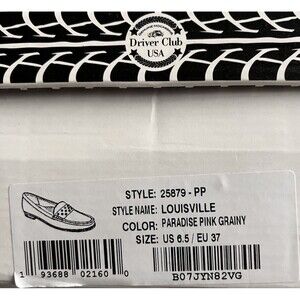 Driver Club
USA
STYLE: 25879 - PP
STYLE NAME: LOUISVILLE
COLOR: PARADISE PINK GRAINY
SIZE: US 6.5 / EU 37
1 93688 02160 0
B07JYN82VG